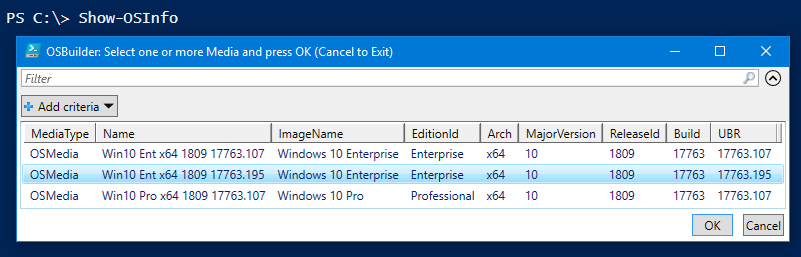 PS C:\> Show-OSInfo
OSBuilder: Select one or more Media and press OK (Cancel to Exit)
Filter
Add criteria
MediaType Name ImageName EditionId Arch MajorVersion ReleaseId Build UBR
OSMedia Win10 Ent x64 1809 17763.107 Windows 10 Enterprise Enterprise x64 10 1809 17763 17763.107
OSMedia Win10 Ent x64 1809 17763.195 Windows 10 Enterprise Enterprise x64 10 1809 17763 17763.195
OSMedia Win10 Pro x64 1809 17763.107 Windows 10 Pro Professional x64 10 1809 17763 17763.107
OK Cancel